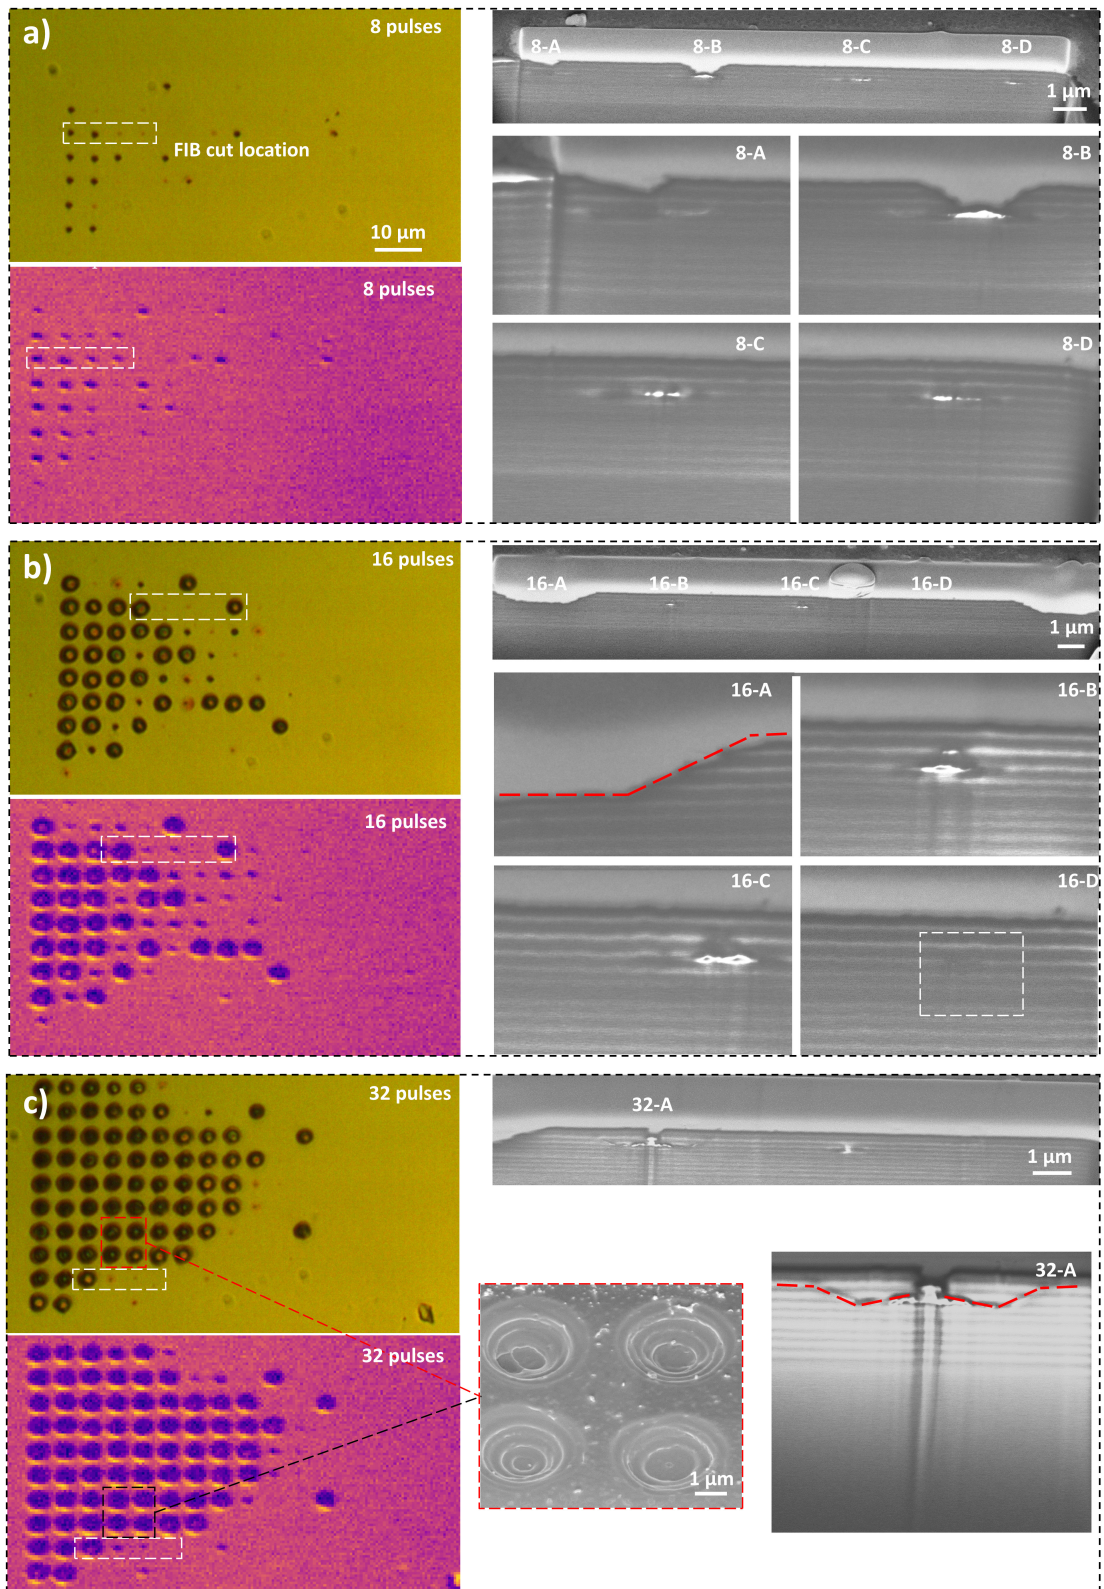 a)
8 pulses
FIB cut location
10 µm
8 pulses
8-A
8-B
8-C
8-D
1 µm
8-A
8-B
8-C
8-D
b)
16 pulses
16 pulses
16-A
16-B
16-C
16-D
1 µm
16-A
16-B
16-C
16-D
c)
32 pulses
32 pulses
32-A
1 µm
1 µm
32-A